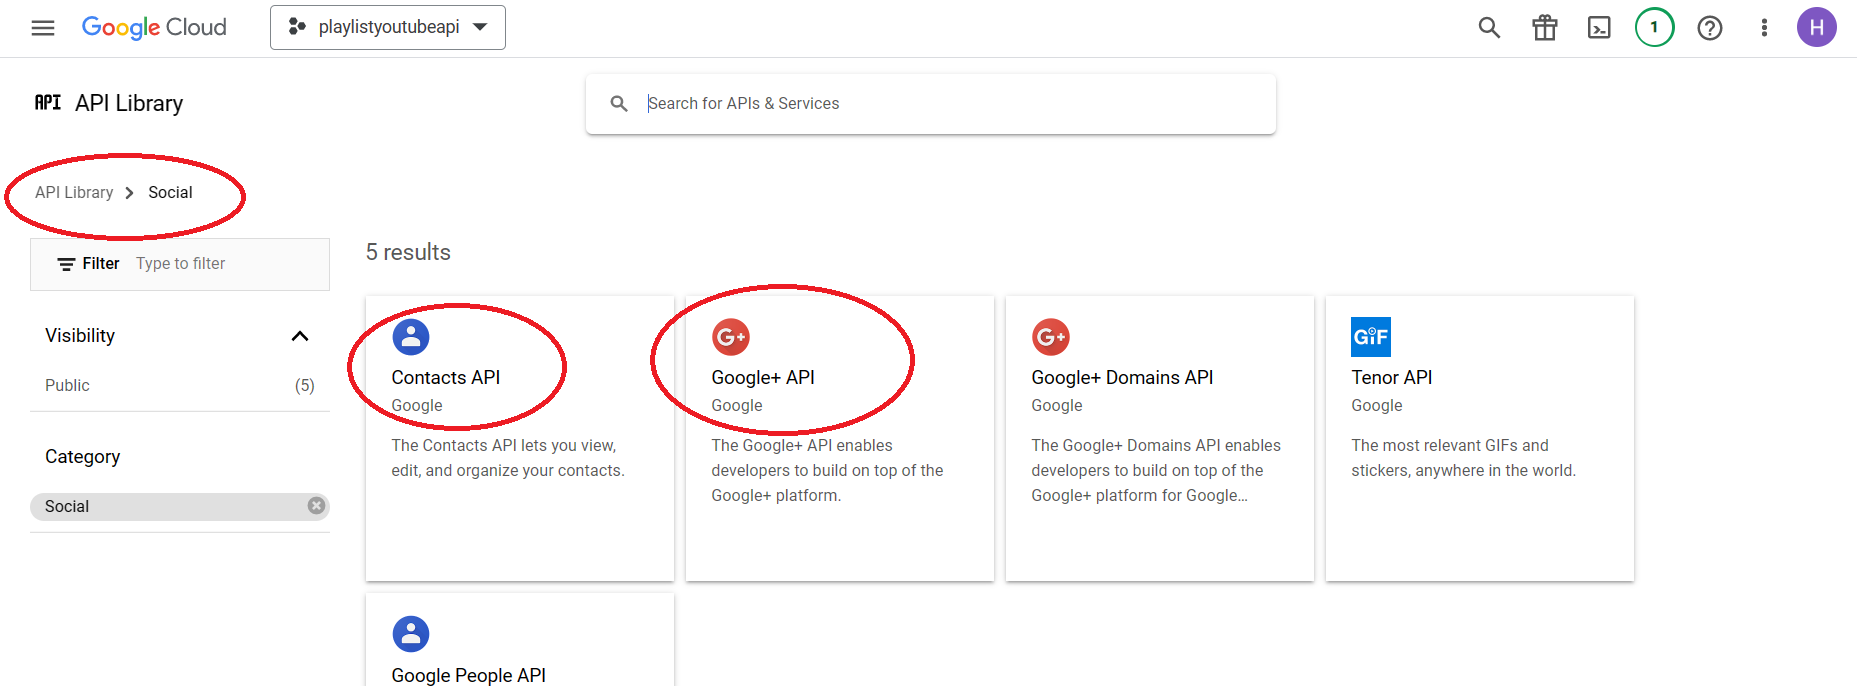 Google Cloud
playlistyoutubeapi
1
H
API API Library
Search for APIs & Services
API Library Social
Filter Type to filter
5 results
Visibility
Public (5)
Category
Social
Contacts API
Google
The Contacts API lets you view,
edit, and organize your contacts.
G+
Google+ API
Google
The Google+ API enables
developers to build on top of the
Google+ platform.
G+
Google+ Domains API
Google
The Google+ Domains API enables
developers to build on top of the
Google+ platform for Google...
GIF
Tenor API
Google
The most relevant GIFs and
stickers, anywhere in the world.
Google People API